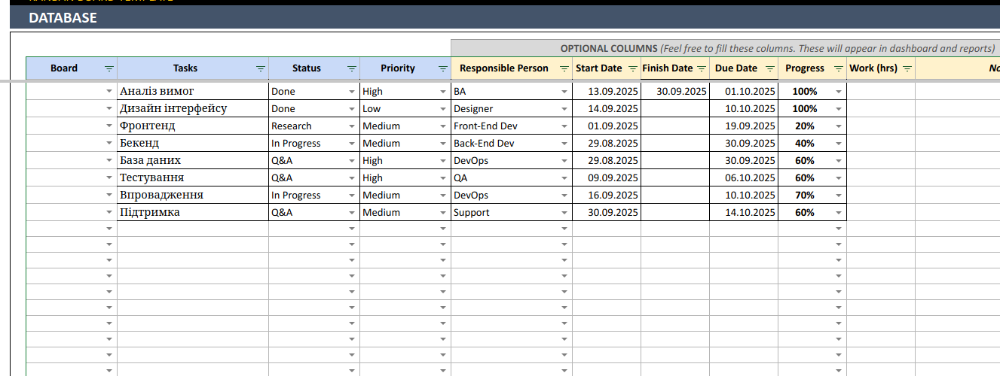 DATABASE
OPTIONAL COLUMNS (Feel free to fill these columns. These will appear in dashboard and reports)
Board Tasks Status Priority Responsible Person Start Date Finish Date Due Date Progress Work (hrs)
Аналіз вимог Done High BA 13.09.2025 30.09.2025 01.10.2025 100%
Дизайн інтерфейсу Done Low Designer 14.09.2025 10.10.2025 100%
Фронтенд Research Medium Front-End Dev 01.09.2025 19.09.2025 20%
Бекенд In Progress Medium Back-End Dev 29.08.2025 30.09.2025 40%
База даних Q&A High DevOps 29.08.2025 30.09.2025 60%
Тестування Q&A High QA 09.09.2025 06.10.2025 60%
Впровадження In Progress Medium DevOps 16.09.2025 10.10.2025 70%
Підтримка Q&A Medium Support 30.09.2025 14.10.2025 60%